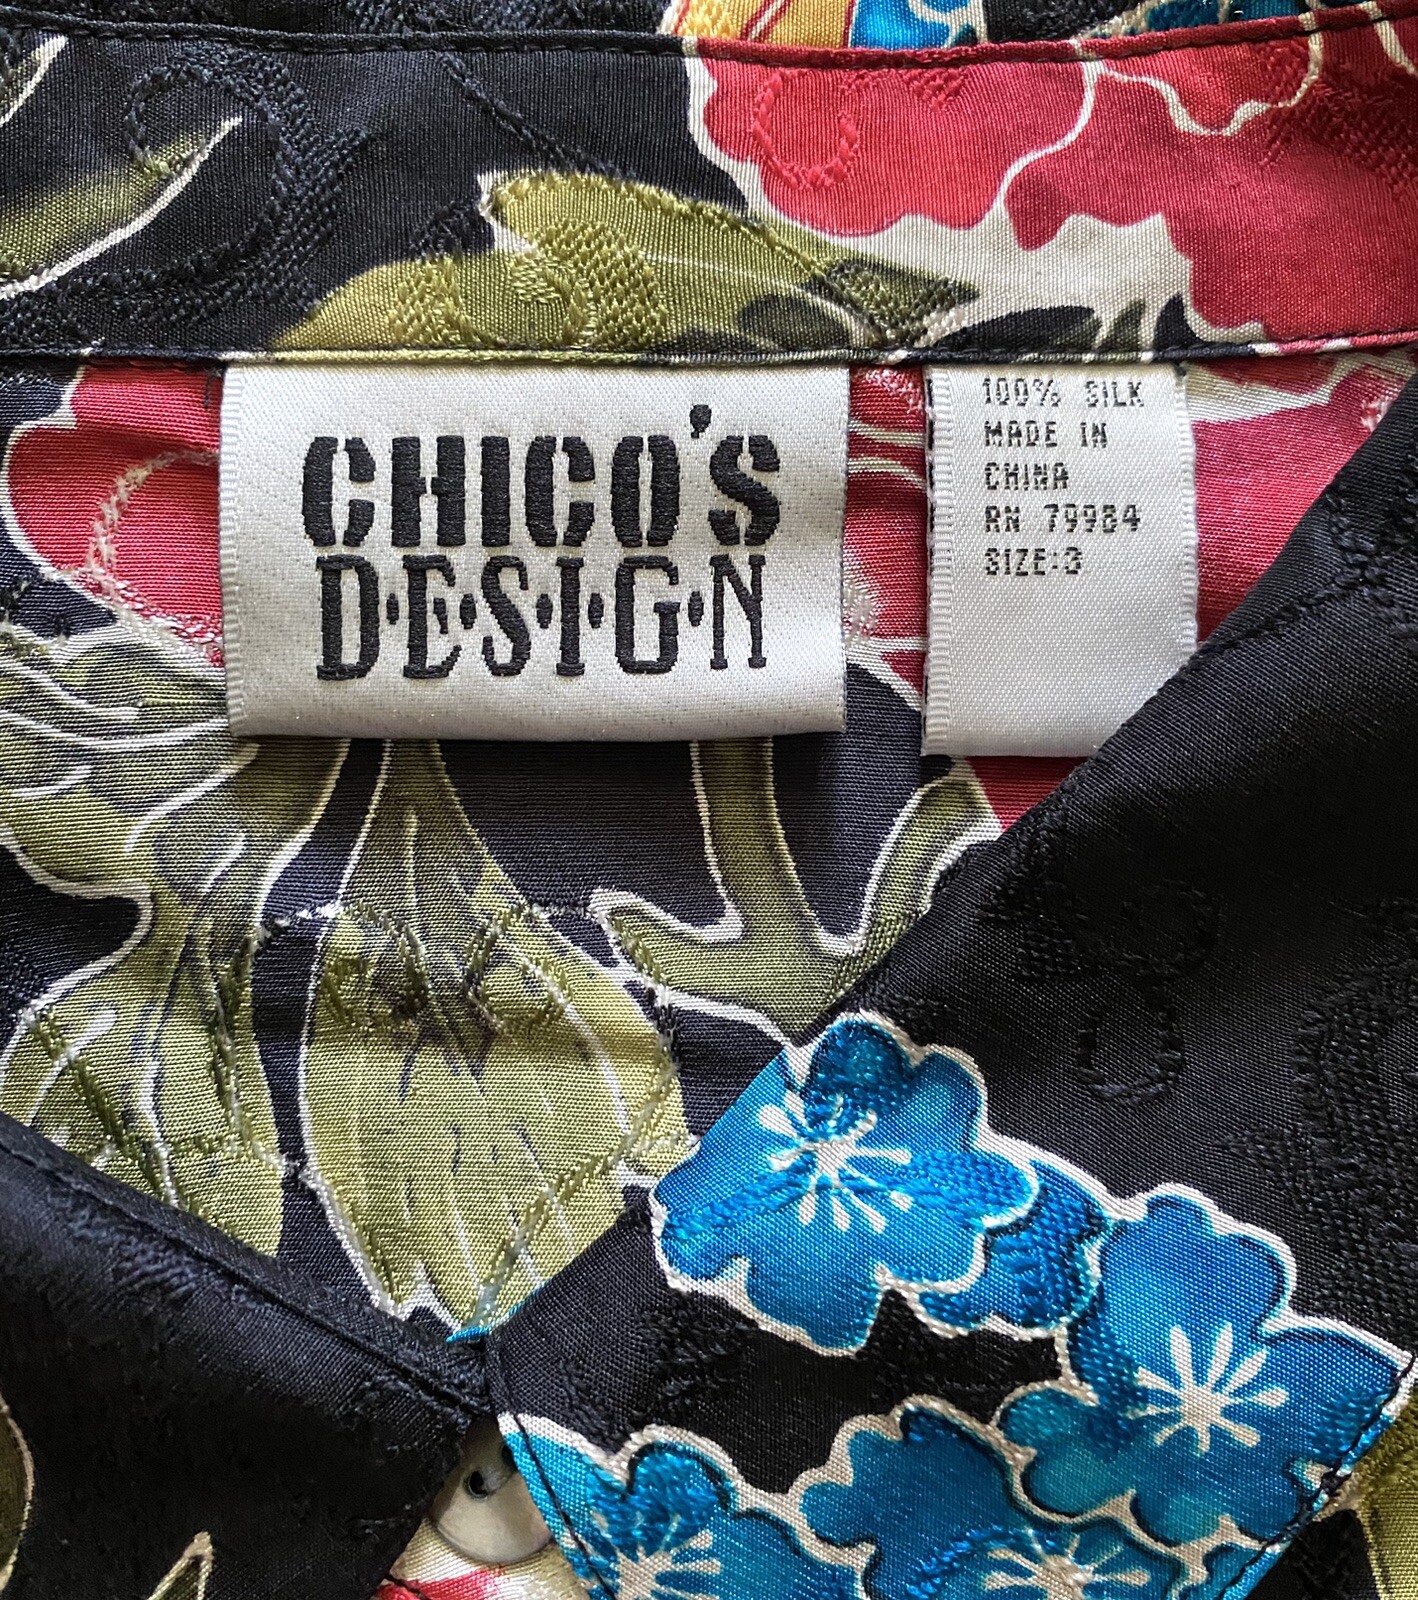 CHICO'S
D•E•S•I•G•N
100% SILK
MADE IN
CHINA
RN 79984
SIZE:3